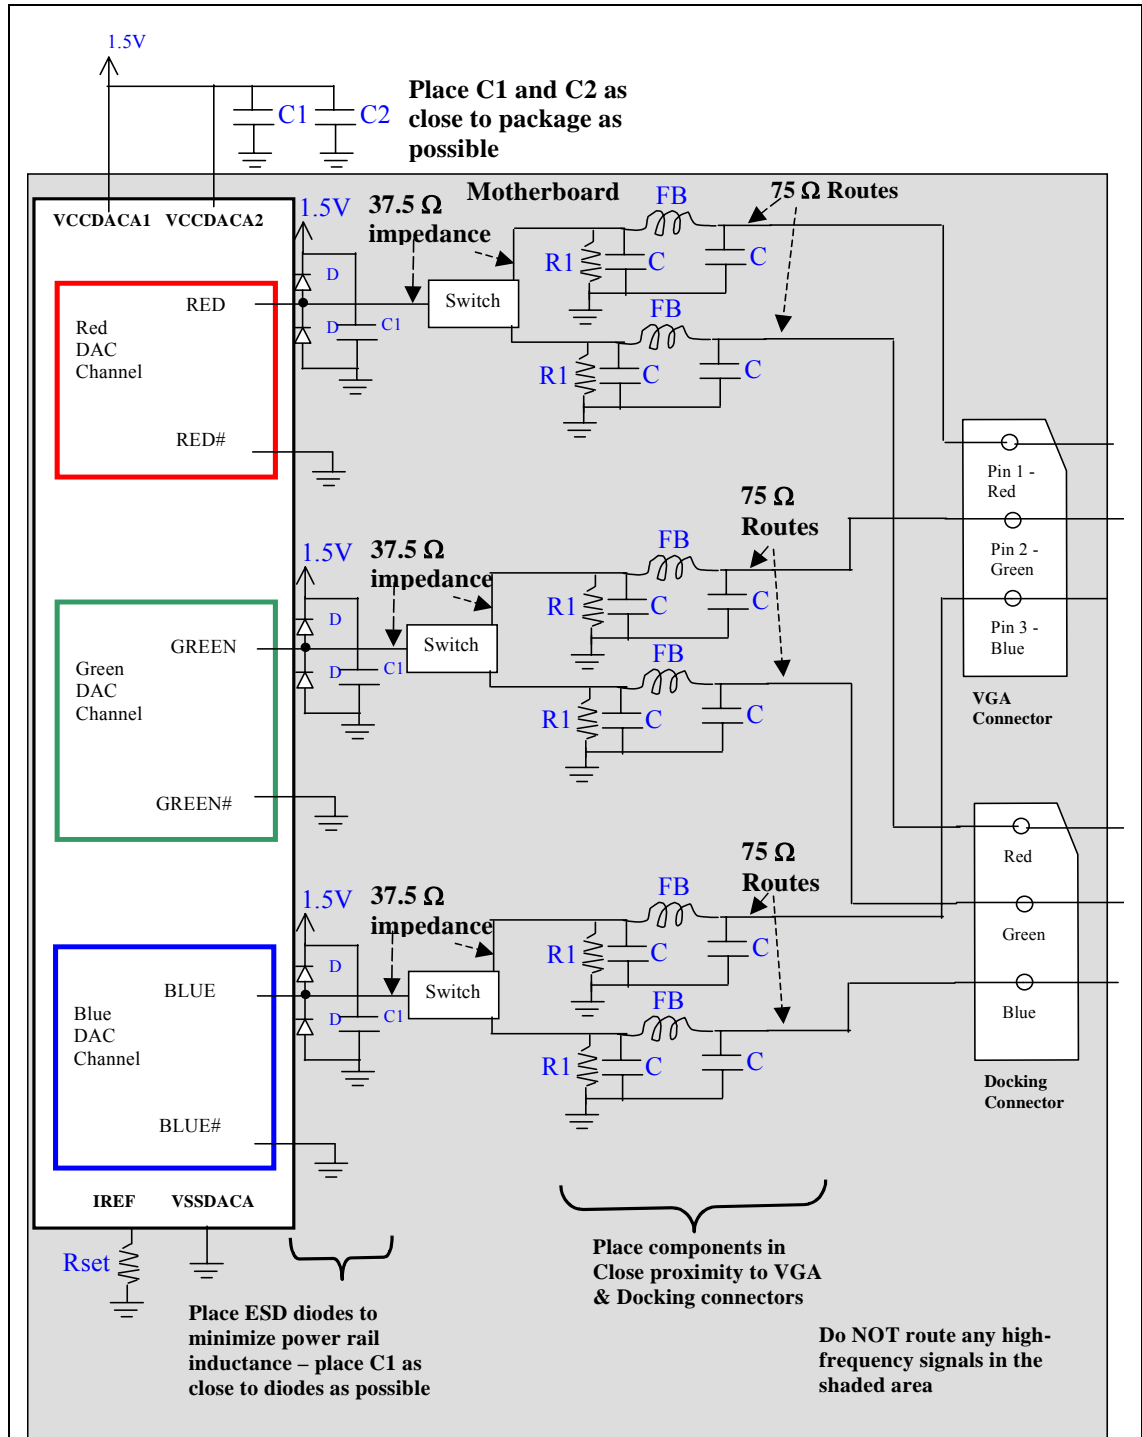 1.5V
C1
C2
Place C1 and C2 as
close to package as
possible
Motherboard
VCCDACA1
VCCDACA2
1.5V
37.5 Ω
impedance
FB
75 Ω Routes
D
D
C1
RED
Red
DAC
Channel
RED#
Switch
R1
C
C
FB
R1
C
C
Pin 1 -
Red
Pin 2 -
Green
Pin 3 -
Blue
VGA
Connector
1.5V
37.5 Ω
impedance
FB
75 Ω
Routes
D
D
C1
GREEN
Green
DAC
Channel
GREEN#
Switch
R1
C
C
FB
R1
C
C
Red
Green
Blue
Docking
Connector
1.5V
37.5 Ω
impedance
FB
75 Ω
Routes
D
D
C1
BLUE
Blue
DAC
Channel
BLUE#
Switch
R1
C
C
FB
R1
C
C
IREF
VSSDACA
Rset
Place ESD diodes to
minimize power rail
inductance – place C1 as
close to diodes as possible
Place components in
Close proximity to VGA
& Docking connectors
Do NOT route any high-
frequency signals in the
shaded area